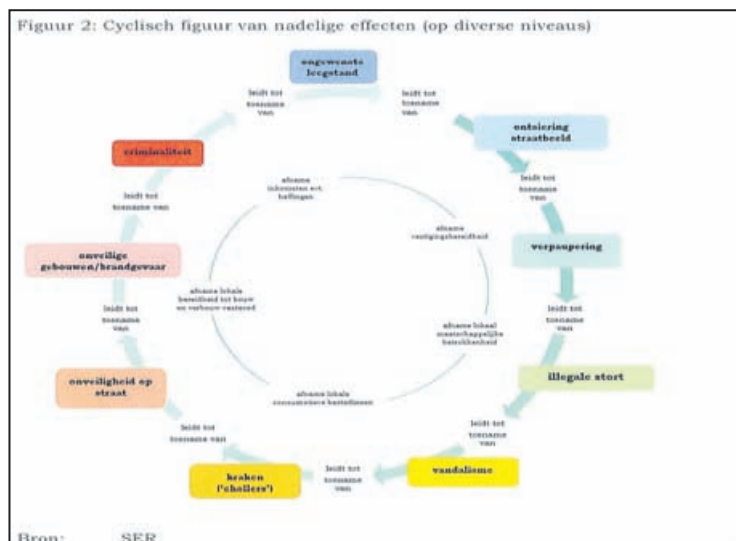 Figuur 2: Cyclisch figuur van nadelige effecten (op diverse niveaus)
ongewenste
leegstand
leidt tot
toename
van
ontsiering
straatbeeld
leidt tot
toename van
verpaupering
leidt tot
toename van
illegale stort
leidt tot
toename
van
vandalisme
leidt tot
toename
van
kraken
('chollers')
leidt tot
toename van
onveiligheid op
straat
leidt tot
toename
van
onveilige
gebouwen/brandgevaar
leidt tot
toename van
criminaliteit
leidt tot
toename
van
afname
inkomsten uit
heffingen
afname
vestigingsbereidheid
afname lokaal
maatschappelijke
betrokkenheid
afname lokale
consumtieve bestedingen
afname lokale
bereidheid tot bouw
en verbouw vastgoed
Bron: SER